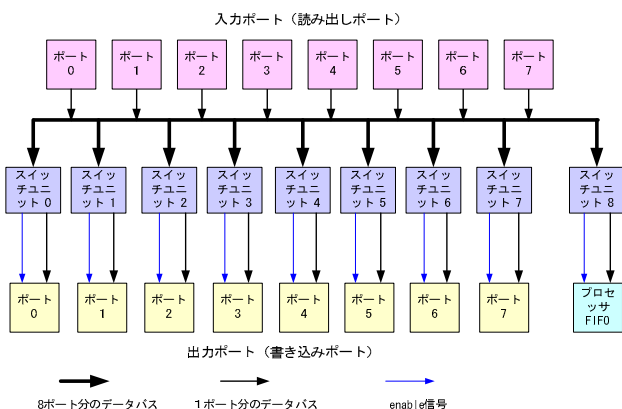 入力ポート（読み出しポート）
ポート
0
ポート
1
ポート
2
ポート
3
ポート
4
ポート
5
ポート
6
ポート
7
スイッ
チユニ
ット 0
スイッ
チユニ
ット 1
スイッ
チユニ
ット 2
スイッ
チユニ
ット 3
スイッ
チユニ
ット 4
スイッ
チユニ
ット 5
スイッ
チユニ
ット 6
スイッ
チユニ
ット 7
スイッ
チユニ
ット 8
ポート
0
ポート
1
ポート
2
ポート
3
ポート
4
ポート
5
ポート
6
ポート
7
プロセ
ッサ
FIFO
出力ポート（書き込みポート）
8ポート分のデータバス
1ポート分のデータバス
enable信号